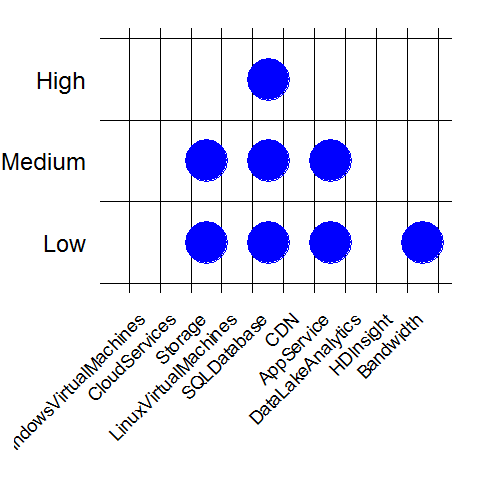 High
Medium
Low
ndowsVirtualMachines
CloudServices
Storage
LinuxVirtualMachines
SQLDatabase
CDN
AppService
DataLakeAnalytics
HDInsight
Bandwidth